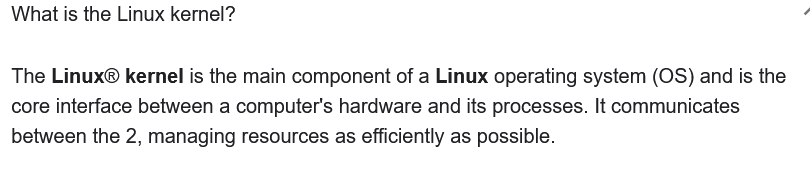 What is the Linux kernel?
The Linux® kernel is the main component of a Linux operating system (OS) and is the
core interface between a computer's hardware and its processes. It communicates
between the 2, managing resources as efficiently as possible.